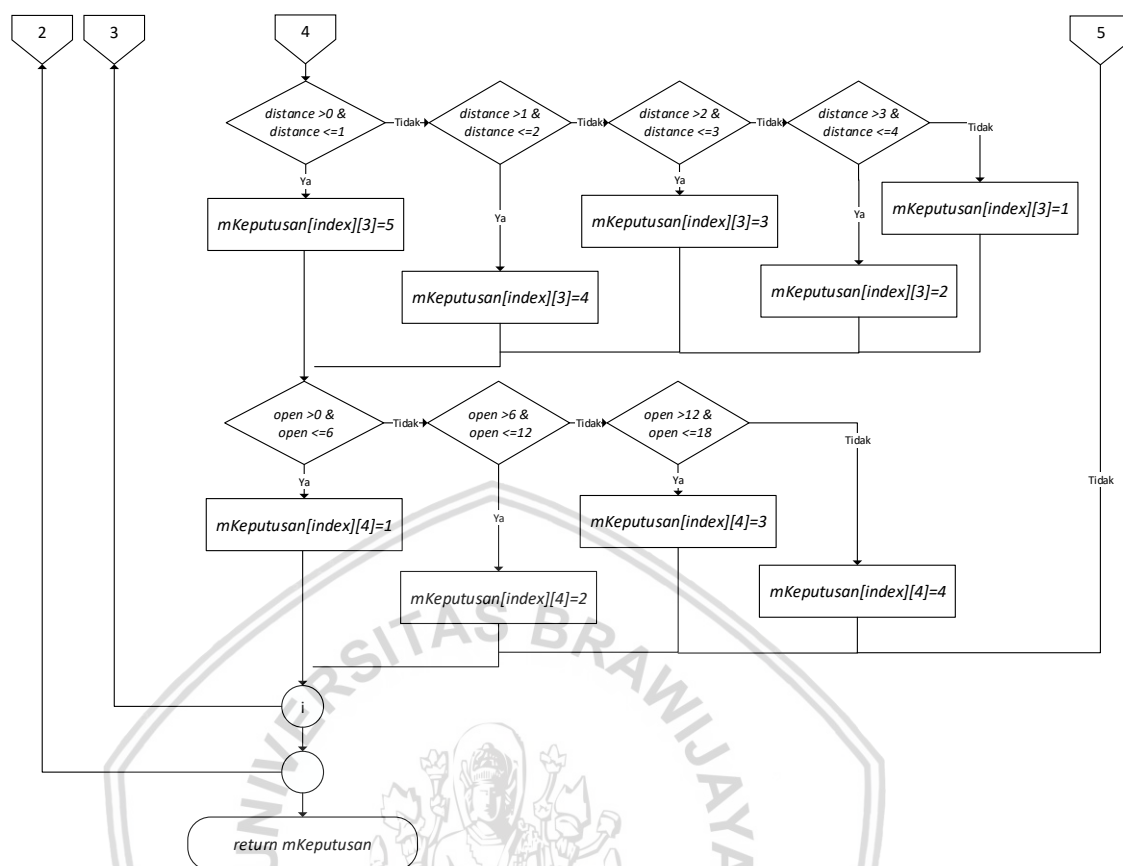 2
3
4
5
distance >0 &
distance <=1
Tidak
distance >1 &
distance <=2
Tidak
distance >2 &
distance <=3
Tidak
distance >3 &
distance <=4
Tidak
Ya
Ya
Ya
Ya
mKeputusan[index][3]=5
mKeputusan[index][3]=4
mKeputusan[index][3]=3
mKeputusan[index][3]=2
mKeputusan[index][3]=1
open >0 &
open <=6
Tidak
open >6 &
open <=12
Tidak
open >12 &
open <=18
Tidak
Tidak
Ya
Ya
Ya
mKeputusan[index][4]=1
mKeputusan[index][4]=2
mKeputusan[index][4]=3
mKeputusan[index][4]=4
UNIVERSITAS BRAWIJAYA
i
return mKeputusan